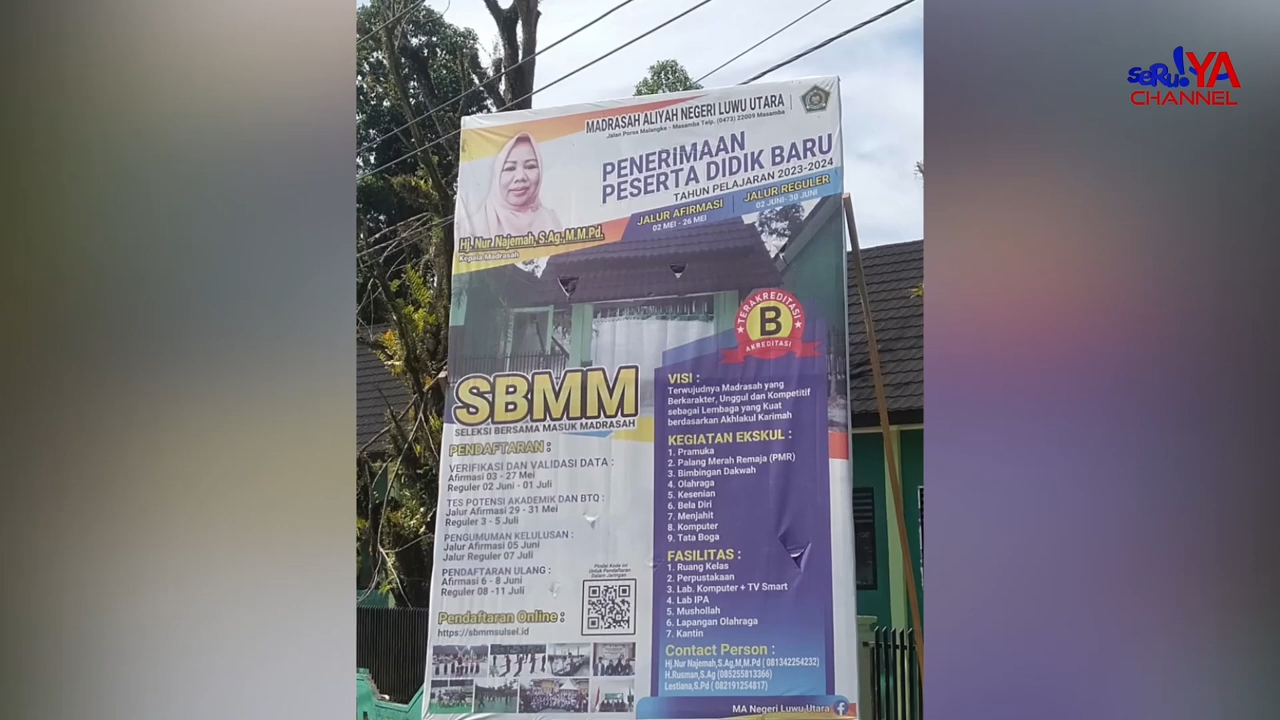 seRu!YA
CHANNEL
MADRASAH ALIYAH NEGERI LUWU UTARA
Jalan Poros Malangke - Masamba Telp. (0473) 22009 Masamba
PENERIMAAN
PESERTA DIDIK BARU
TAHUN PELAJARAN 2023-2024
JALUR AFIRMASI
02 MEI - 26 MEI
JALUR REGULER
02 JUNI- 30 JUNI
Hj. Nur Najemah, S.Ag.,M.M.Pd.
Kepala Madrasah
TERAKREDITASI
B
AKREDITASI
SBMM
SELEKSI BERSAMA MASUK MADRASAH
PENDAFTARAN :
VERIFIKASI DAN VALIDASI DATA :
Afirmasi 03 - 27 Mei
Reguler 02 Juni - 01 Juli
TES POTENSI AKADEMIK DAN BTQ :
Jalur Afirmasi 29 - 31 Mei
Reguler 3 - 5 Juli
PENGUMUMAN KELULUSAN :
Jalur Afirmasi 05 Juni
Jalur Reguler 07 Juli
PENDAFTARAN ULANG :
Afirmasi 6 - 8 Juni
Reguler 08 -11 Juli
Pendaftaran Online :
https://sbmmsulsel.id
Pindai Kode ini
Untuk Pendaftaran
Dalam Jaringan
VISI :
Terwujudnya Madrasah yang
Berkarakter, Unggul dan Kompetitif
sebagai Lembaga yang Kuat
berdasarkan Akhlakul Karimah
KEGIATAN EKSKUL :
1. Pramuka
2. Palang Merah Remaja (PMR)
3. Bimbingan Dakwah
4. Olahraga
5. Kesenian
6. Bela Diri
7. Menjahit
8. Komputer
9. Tata Boga
FASILITAS :
1. Ruang Kelas
2. Perpustakaan
3. Lab. Komputer + TV Smart
4. Lab IPA
5. Mushollah
6. Lapangan Olahraga
7. Kantin
Contact Person :
Hj.Nur Najemah,S.Ag,M,M.Pd ( 081342254232)
H.Rusman,S.Ag (085255813366)
Lestiana,S.Pd ( 082191254817)
MA Negeri Luwu Utara